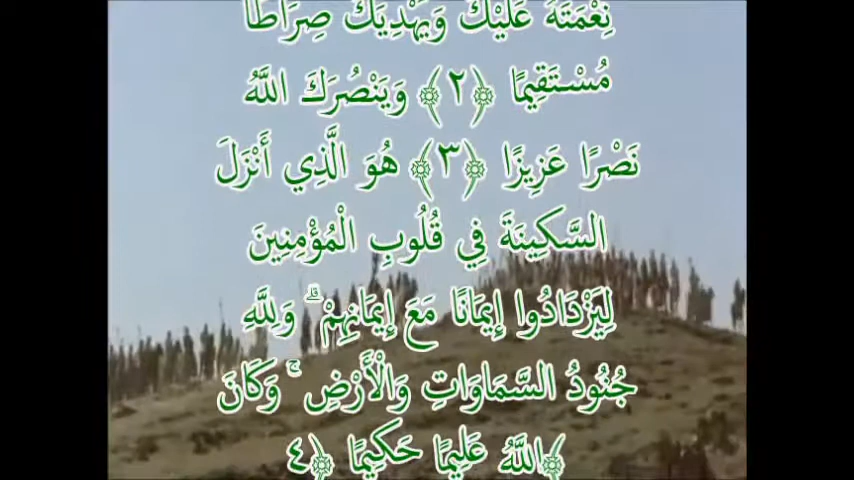 نِعْمَتَهُ عَلَيْكَ وَيَهْدِيَكَ صِرَاطًا
مُسْتَقِيمًا ﴿٢﴾ وَيَنْصُرَكَ اللَّهُ
نَصْرًا عَزِيزًا ﴿٣﴾ هُوَ الَّذِي أَنْزَلَ
السَّكِينَةَ فِي قُلُوبِ الْمُؤْمِنِينَ
لِيَزْدَادُوا إِيمَانًا مَعَ إِيمَانِهِمْ ۗ وَلِلَّهِ
جُنُودُ السَّمَاوَاتِ وَالْأَرْضِ ۚ وَكَانَ
اللَّهُ عَلِيمًا حَكِيمًا ﴿٤﴾